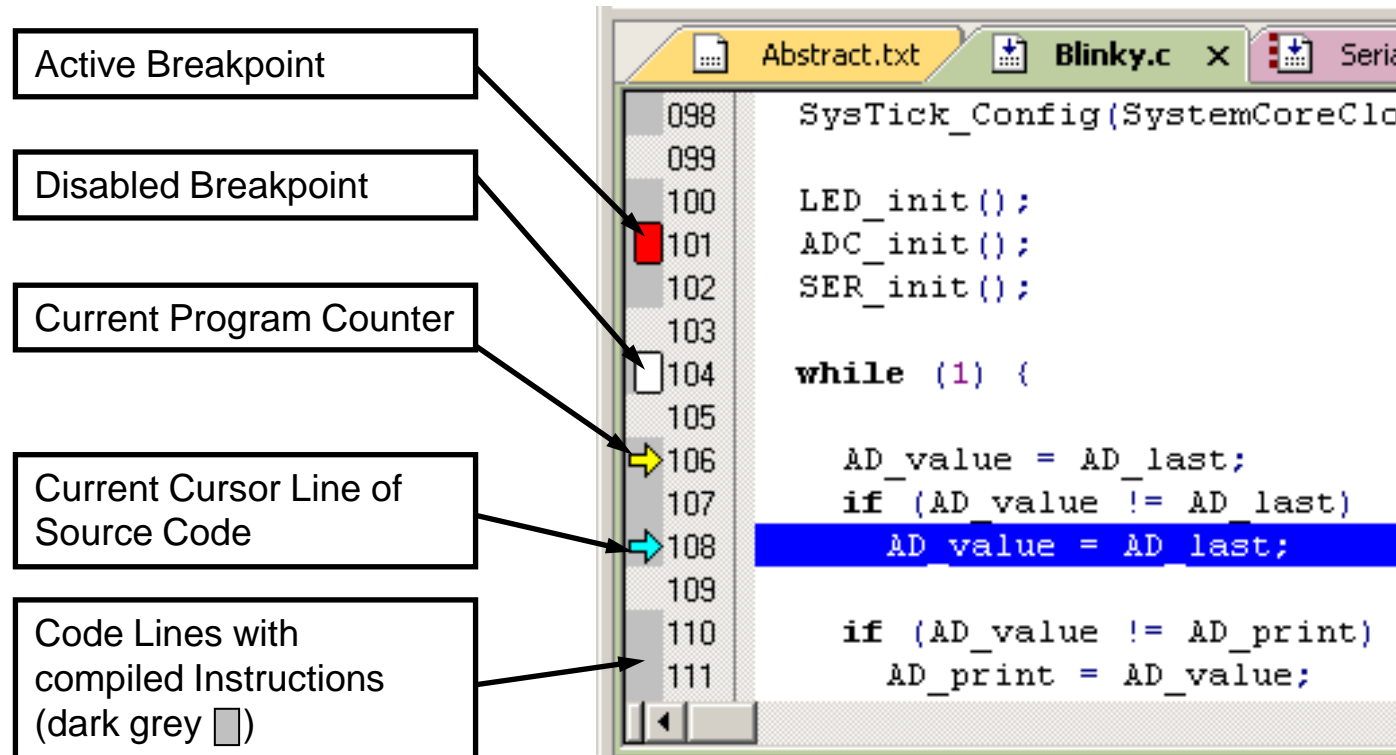 Active Breakpoint
Disabled Breakpoint
Current Program Counter
Current Cursor Line of
Source Code
Code Lines with
compiled Instructions
(dark grey )
Abstract.txt Blinky.c x Seria
098 SysTick_Config(SystemCoreClo
099
100 LED_init();
101 ADC_init();
102 SER_init();
103
104 while (1) {
105
106 AD_value = AD_last;
107 if (AD_value != AD_last)
108 AD_value = AD_last;
109
110 if (AD_value != AD_print)
111 AD_print = AD_value;